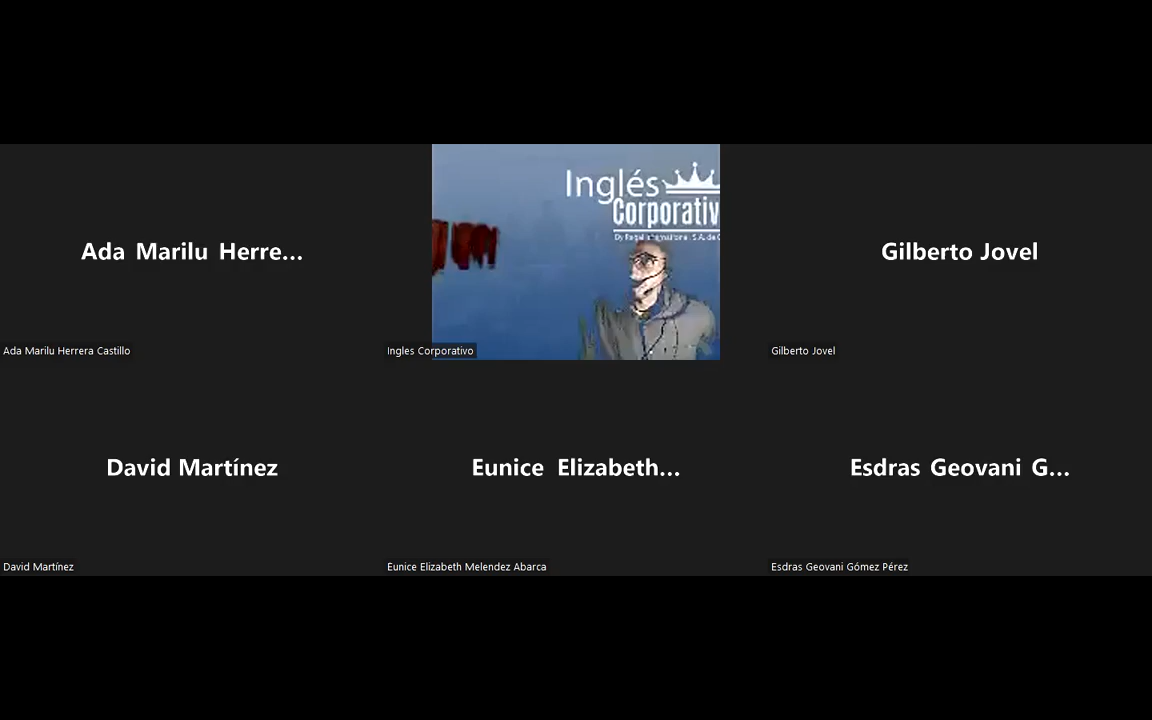 Ada Marilu Herre...
Ada Marilu Herrera Castillo
Inglés
Corporativ
Ingles Corporativo
Gilberto Jovel
Gilberto Jovel
David Martínez
David Martínez
Eunice Elizabeth...
Eunice Elizabeth Melendez Abarca
Esdras Geovani G...
Esdras Geovani Gómez Pérez